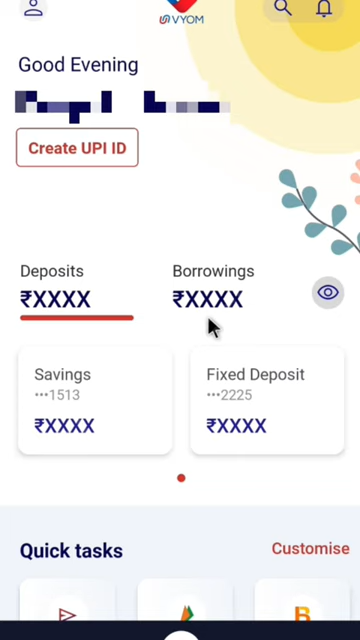 VYOM
Good Evening
Create UPI ID
Deposits
Borrowings
₹XXXX
₹XXXX
Savings
Fixed Deposit
•••1513
•••2225
₹XXXX
₹XXXX
Quick tasks
Customise